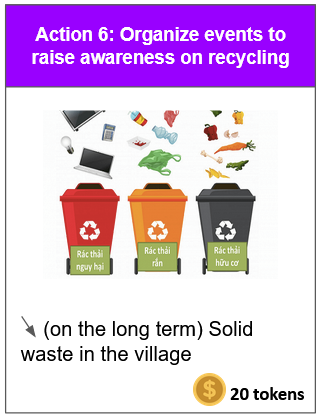 Action 6: Organize events to
raise awareness on recycling
Rác thải
nguy hại
Rác thải
rắn
Rác thải
hữu cơ
(on the long term) Solid
waste in the village
$ 20 tokens